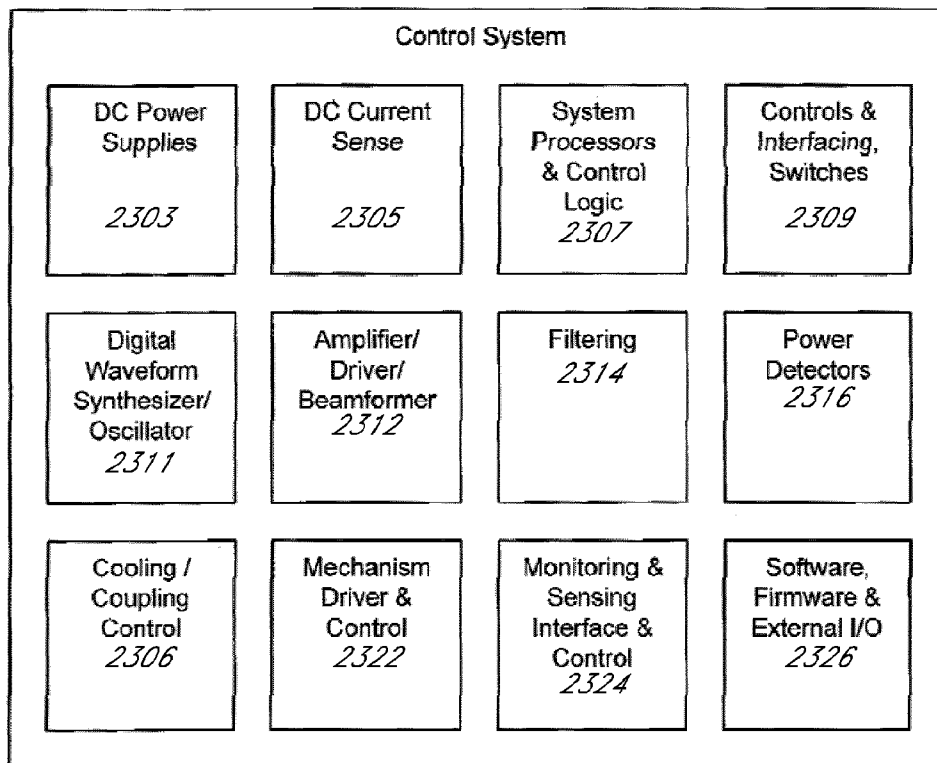 Control System
DC Power
Supplies
2303
DC Current
Sense
2305
System
Processors
& Control
Logic
2307
Controls &
Interfacing,
Switches
2309
Digital
Waveform
Synthesizer/
Oscillator
2311
Amplifier/
Driver/
Beamformer
2312
Filtering
2314
Power
Detectors
2316
Cooling /
Coupling
Control
2306
Mechanism
Driver &
Control
2322
Monitoring &
Sensing
Interface &
Control
2324
Software,
Firmware &
External I/O
2326